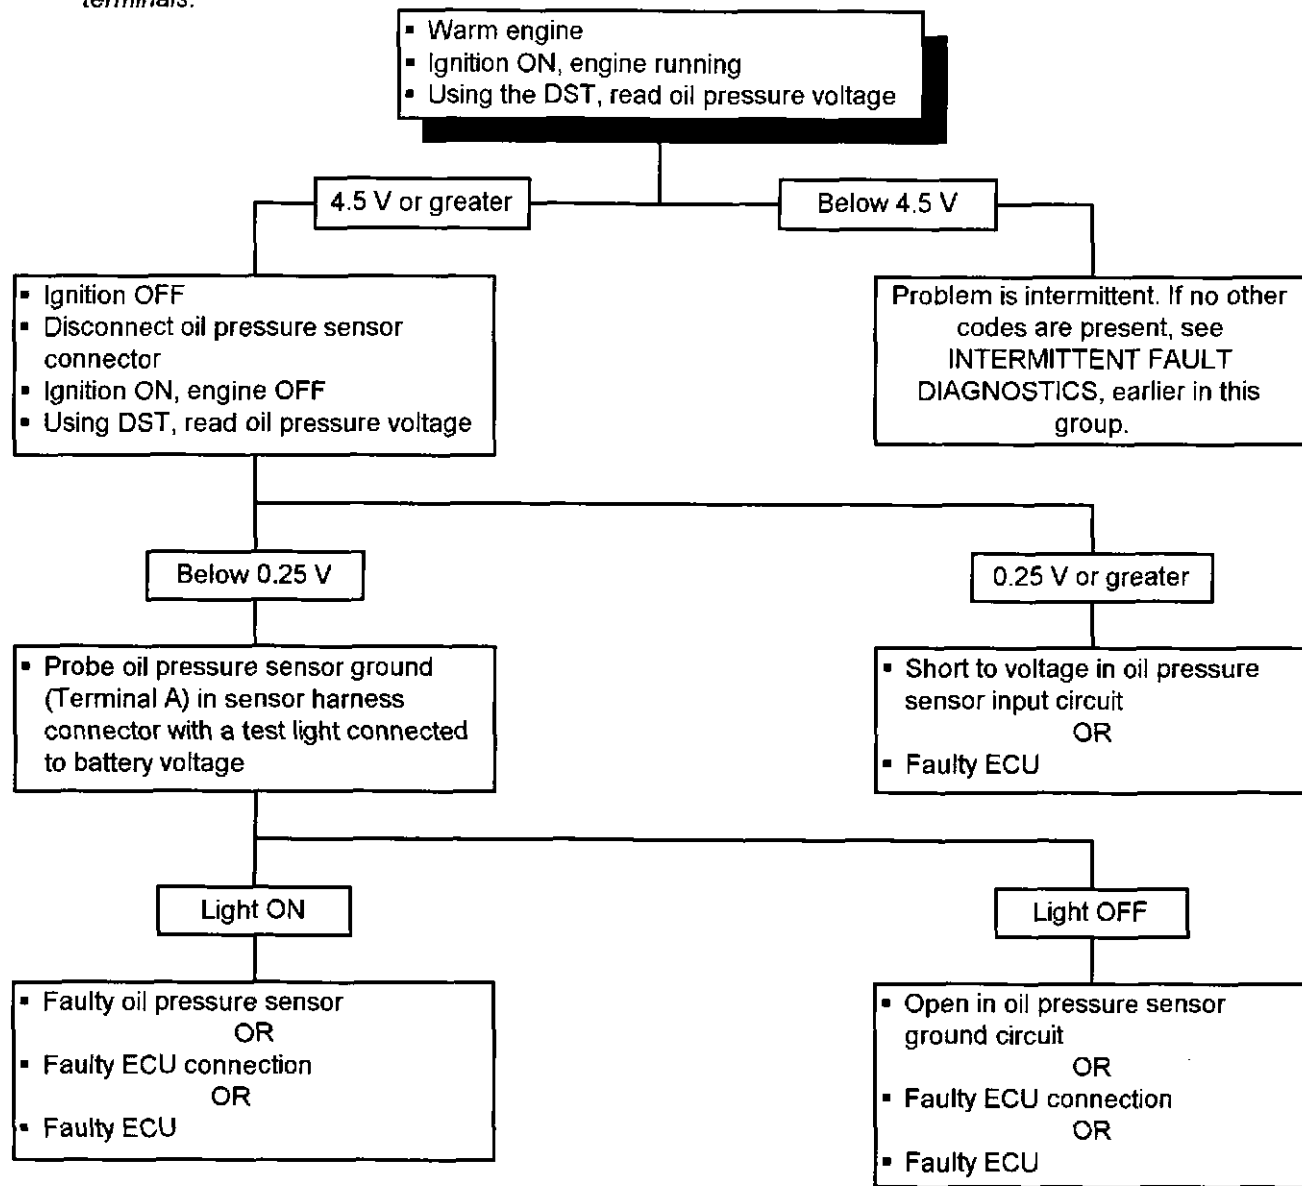 terminals.
▪ Warm engine
▪ Ignition ON, engine running
▪ Using the DST, read oil pressure voltage
4.5 V or greater
Below 4.5 V
▪ Ignition OFF
▪ Disconnect oil pressure sensor
connector
▪ Ignition ON, engine OFF
▪ Using DST, read oil pressure voltage
Problem is intermittent. If no other
codes are present, see
INTERMITTENT FAULT
DIAGNOSTICS, earlier in this
group.
Below 0.25 V
0.25 V or greater
▪ Probe oil pressure sensor ground
(Terminal A) in sensor harness
connector with a test light connected
to battery voltage
▪ Short to voltage in oil pressure
sensor input circuit
OR
▪ Faulty ECU
Light ON
Light OFF
▪ Faulty oil pressure sensor
OR
▪ Faulty ECU connection
OR
▪ Faulty ECU
▪ Open in oil pressure sensor
ground circuit
OR
▪ Faulty ECU connection
OR
▪ Faulty ECU